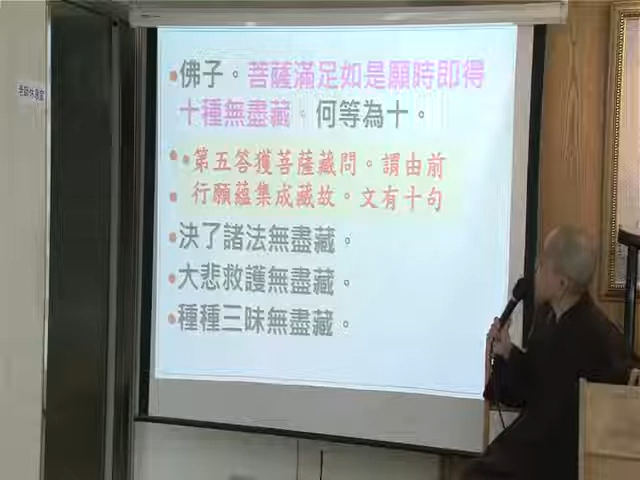 佛子。菩薩滿足如是願時即得
十種無盡藏。何等為十。
第五答獲菩薩藏問。謂由前
行願蘊集成藏故。文有十句
決了諸法無盡藏。
大悲救護無盡藏。
種種三昧無盡藏。